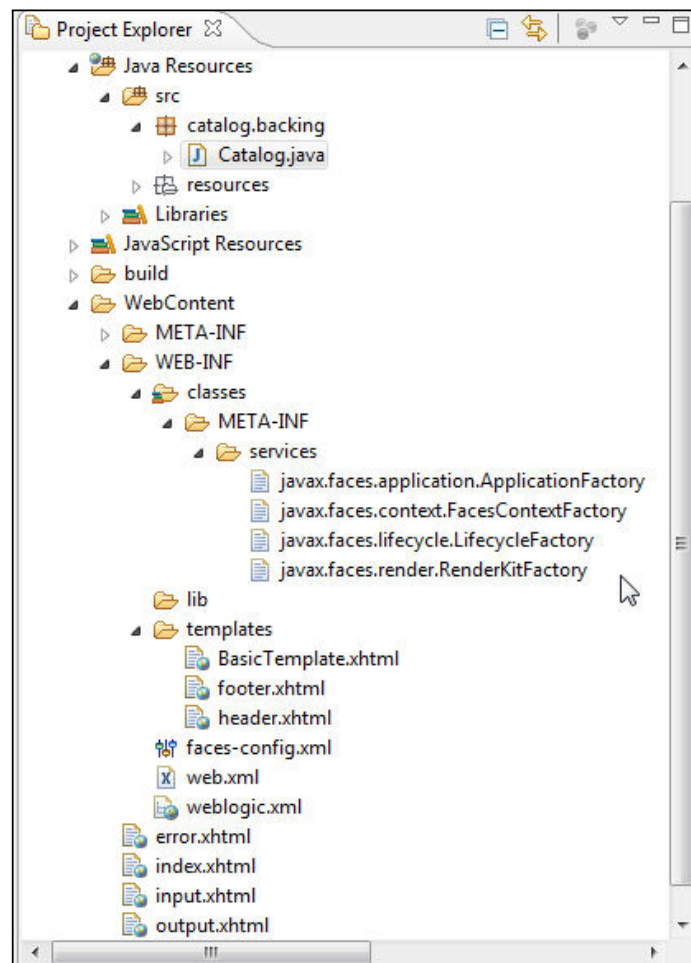 Project Explorer
Java Resources
src
catalog.backing
Catalog.java
resources
Libraries
JavaScript Resources
build
WebContent
META-INF
WEB-INF
classes
META-INF
services
javax.faces.application.ApplicationFactory
javax.faces.context.FacesContextFactory
javax.faces.lifecycle.LifecycleFactory
javax.faces.render.RenderKitFactory
lib
templates
BasicTemplate.xhtml
footer.xhtml
header.xhtml
faces-config.xml
web.xml
weblogic.xml
error.xhtml
index.xhtml
input.xhtml
output.xhtml